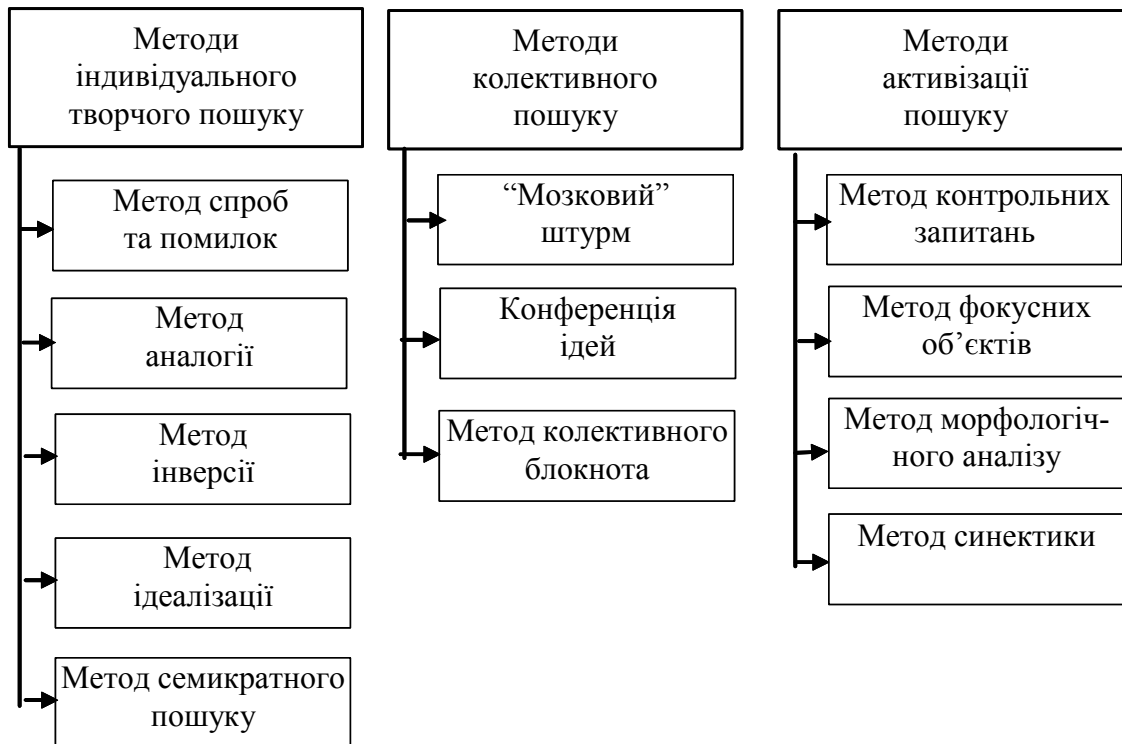 Методи
індивідуального
творчого пошуку
Метод спроб
та помилок
Метод
аналогії
Метод
інверсії
Метод
ідеалізації
Метод семикратного
пошуку
Методи
колективного
пошуку
“Мозковий”
штурм
Конференція
ідей
Метод колективного
блокнота
Методи
активізації
пошуку
Метод контрольних
запитань
Метод фокусних
об’єктів
Метод морфологіч-
ного аналізу
Метод синектики